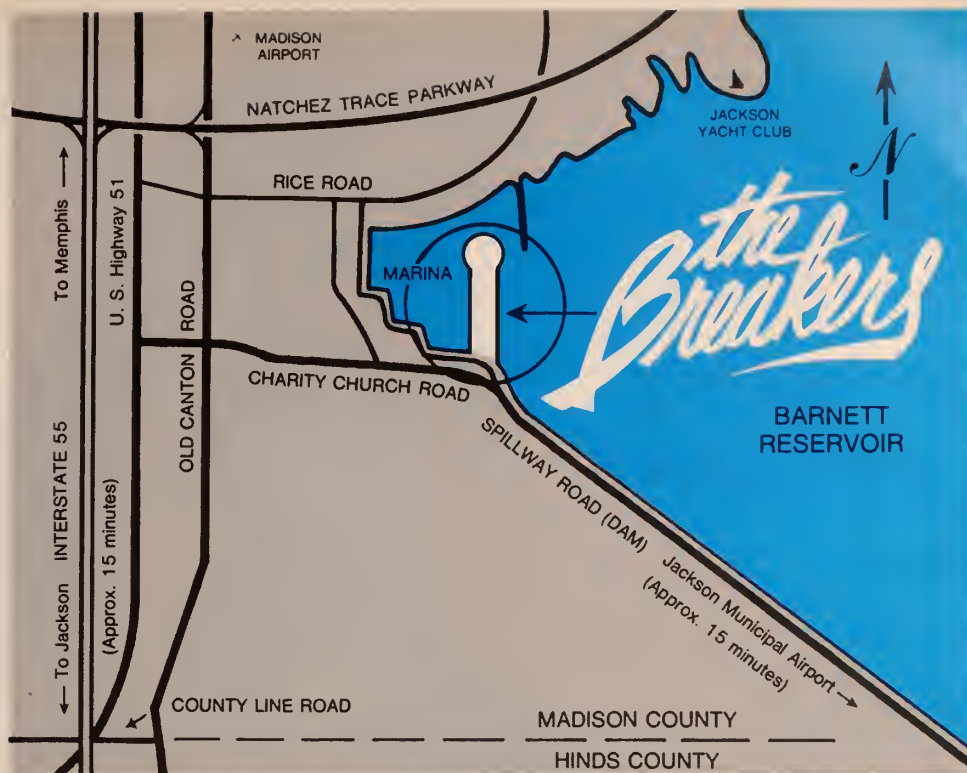 MADISON
AIRPORT
NATCHEZ TRACE PARKWAY
JACKSON
YACHT CLUB
N
RICE ROAD
To Memphis
U. S. Highway 51
MARINA
the
Breakers
OLD CANTON ROAD
CHARITY CHURCH ROAD
BARNETT
RESERVOIR
SPILLWAY ROAD (DAM)
Jackson Municipal Airport
(Approx. 15 minutes)
To Jackson
INTERSTATE 55
(Approx. 15 minutes)
COUNTY LINE ROAD
MADISON COUNTY
HINDS COUNTY